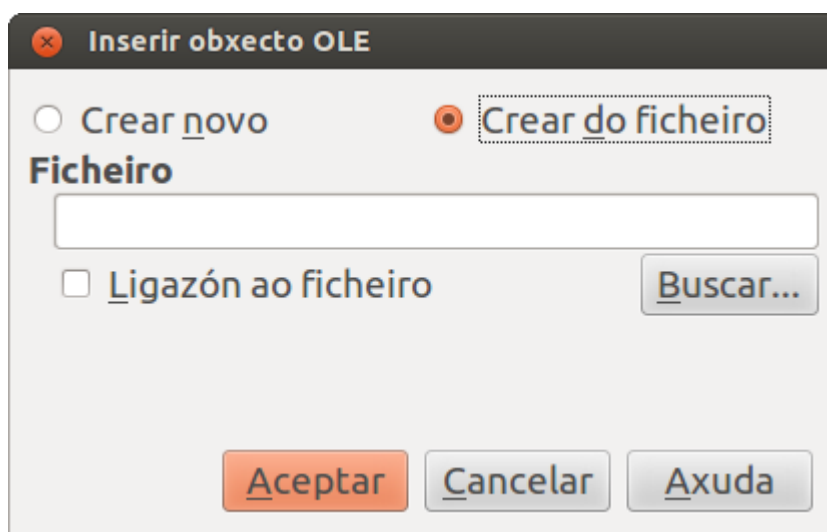 Inserir obxecto OLE
Crear novo Crear do ficheiro
Ficheiro
Ligazón ao ficheiro Buscar...
Aceptar Cancelar Axuda